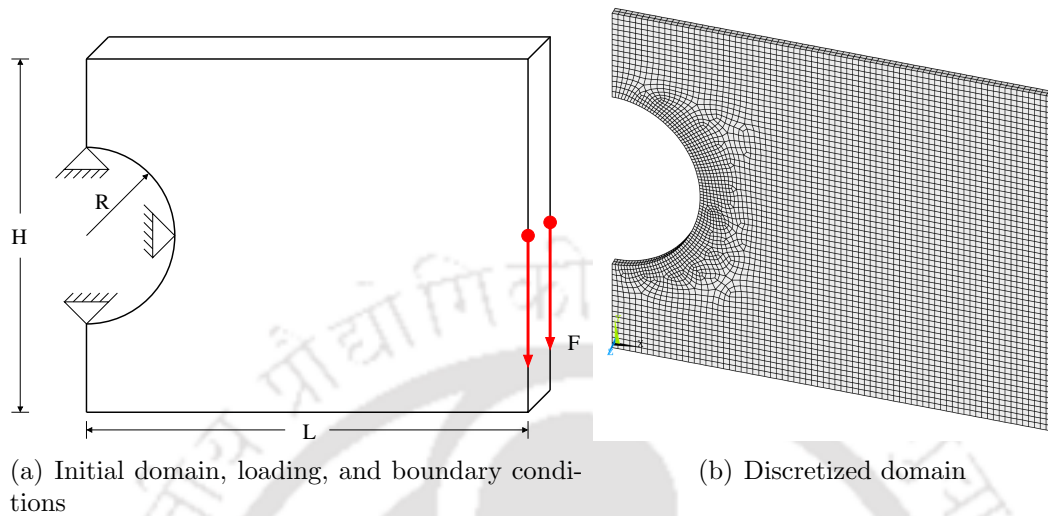 H
R
F
L
(a) Initial domain, loading, and boundary condi-
tions
(b) Discretized domain